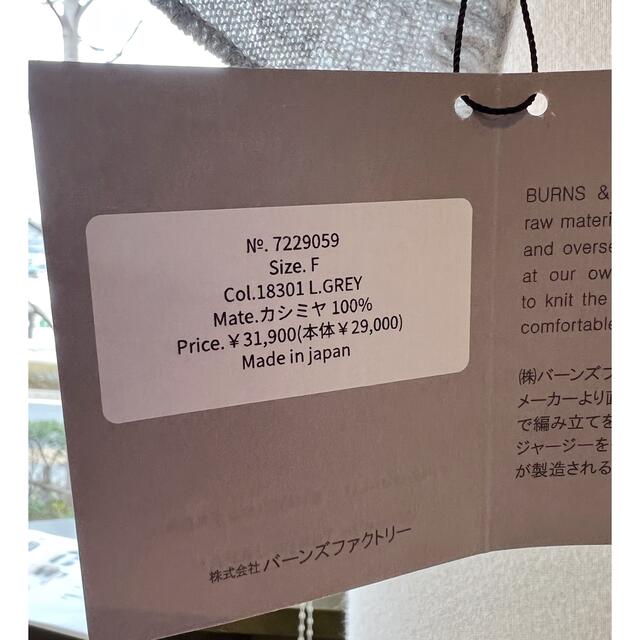 №. 7229059
Size. F
Col.18301 L.GREY
Mate.カシミヤ 100%
Price.￥31,900(本体￥29,000)
Made in japan
株式会社 バーンズファクトリー
BURNS &
raw materi
and overse
at our ow
to knit the
comfortable
㈱バーンズフ
メーカーより直
で編み立てを
ジャージーを
が製造される